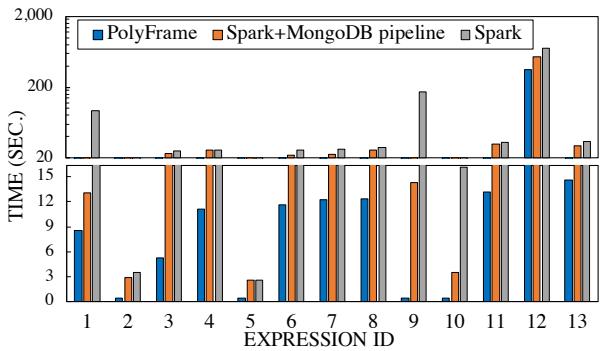 2,000
PolyFrame Spark+MongoDB pipeline Spark
200
20
15
12
9
6
3
0
TIME (SEC.)
1 2 3 4 5 6 7 8 9 10 11 12 13
EXPRESSION ID